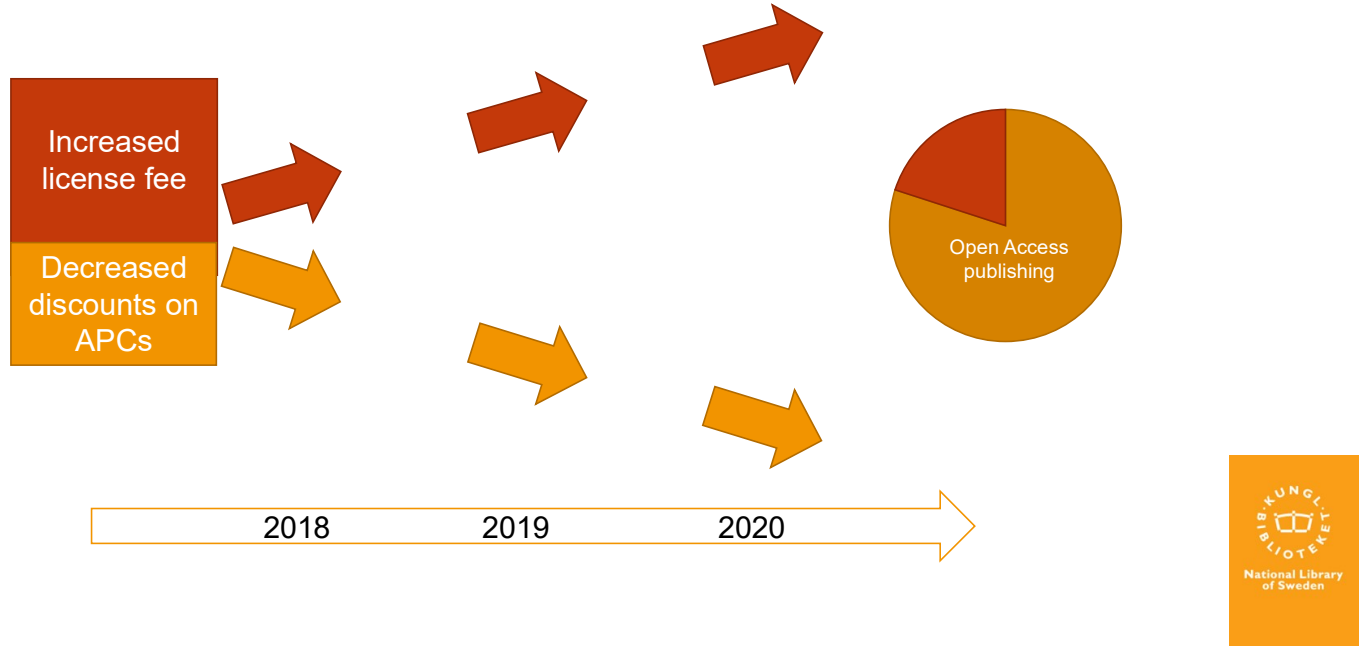 Increased
license fee
Decreased
discounts on
APCs
Open Access
publishing
2018 2019 2020
KUNGL·
BIBLIOTEKET·
National Library
of Sweden